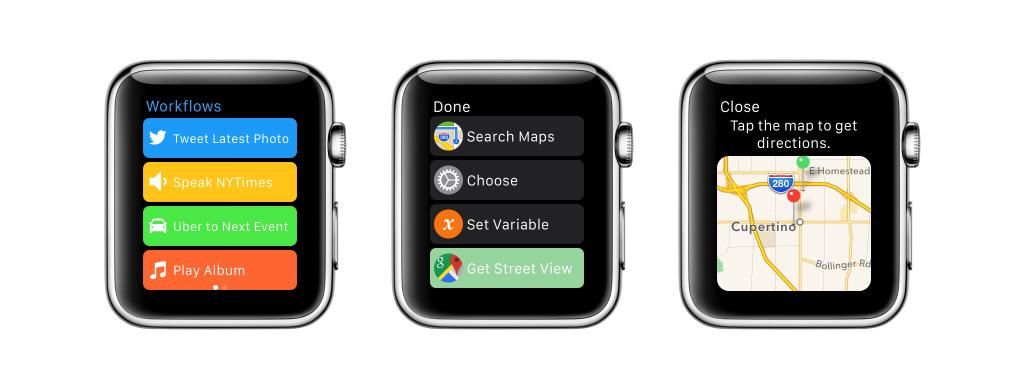 Workflows
Tweet Latest Photo
Speak NYTimes
Uber to Next Event
Play Album
Done
Search Maps
Choose
x Set Variable
g Get Street View
Close
Tap the map to get
directions.
E Homestead
280
Cupertino
Bollinger Rd